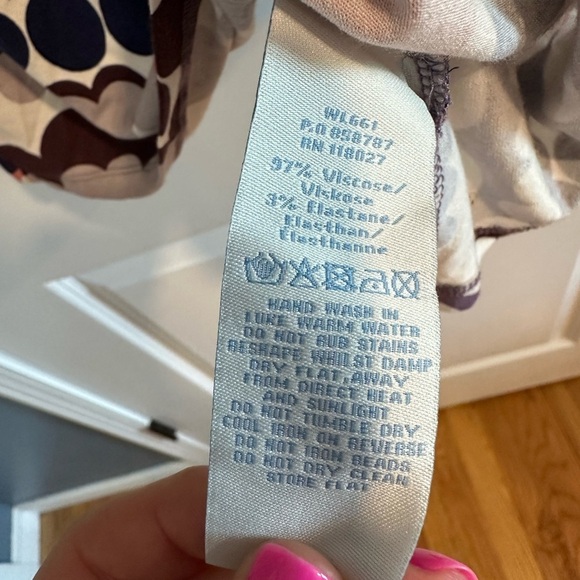 WL661
P.O 858787
RN 118027
97% Viscose/
Viskose
3% Elastane/
Elasthan/
Élasthanne
HAND WASH IN
LUKE WARM WATER
DO NOT RUB STAINS
RESHAPE WHILST DAMP
DRY FLAT, AWAY
FROM DIRECT HEAT
AND SUNLIGHT
DO NOT TUMBLE DRY
COOL IRON ON REVERSE
DO NOT IRON BEADS
DO NOT DRY CLEAN
STORE FLAT